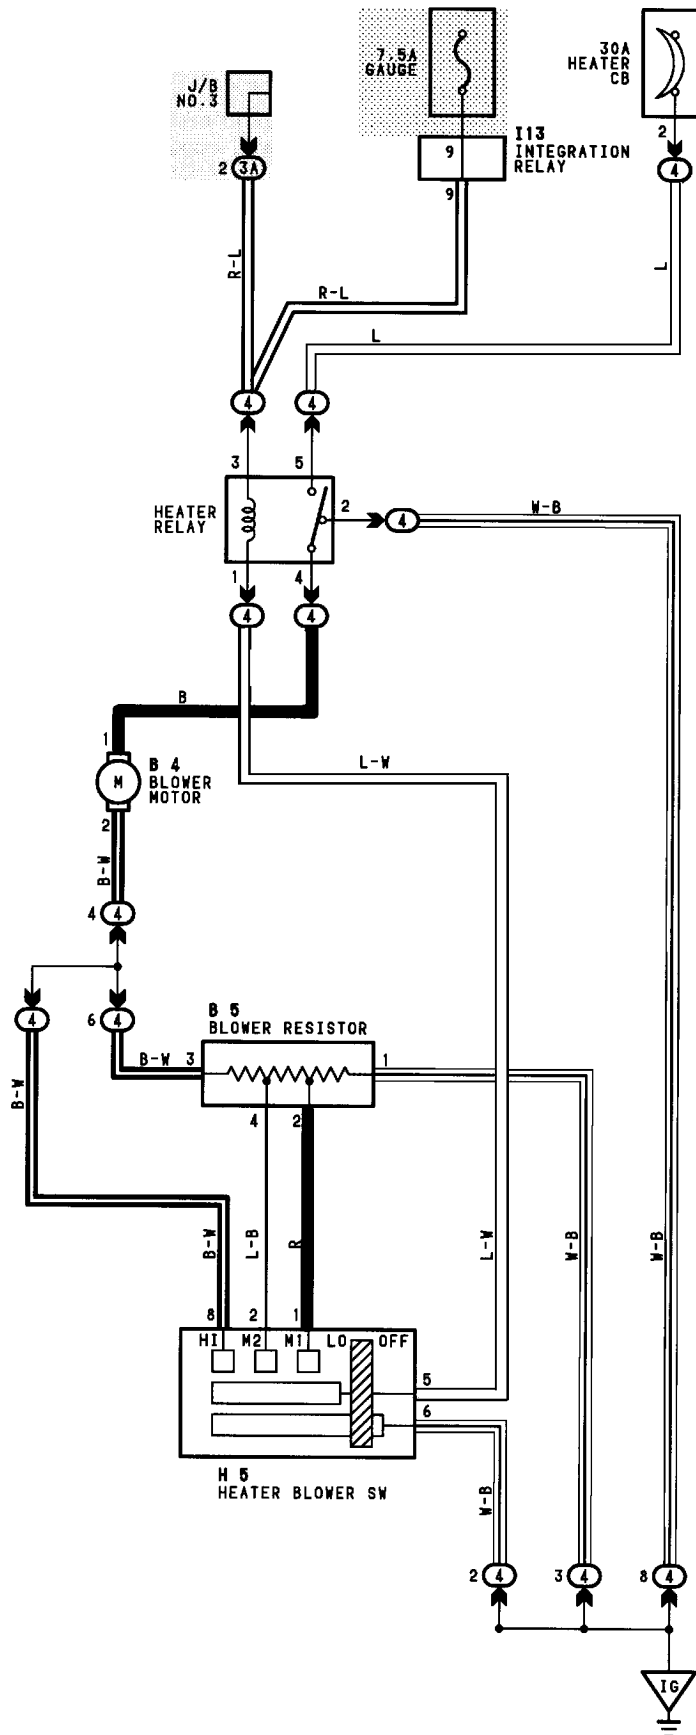 7.5A
GAUGE
30A
HEATER
CB
J/B
NO.3
I13
INTEGRATION
RELAY
9
9
2
4
2 3A
R-L
L
R-L
L
4
4
3
5
HEATER
RELAY
2
4
W-B
1
4
4
4
B
1
M
B 4
BLOWER
MOTOR
L-W
2
B-W
4 4
4
6 4
B 5
BLOWER RESISTOR
B-W
3
1
B-W
4
2
B-W
L-B
R
L-W
W-B
W-B
8
2
1
HI
M2
M1
LO
OFF
5
6
H 5
HEATER BLOWER SW
W-B
2 4
3 4
8 4
IG